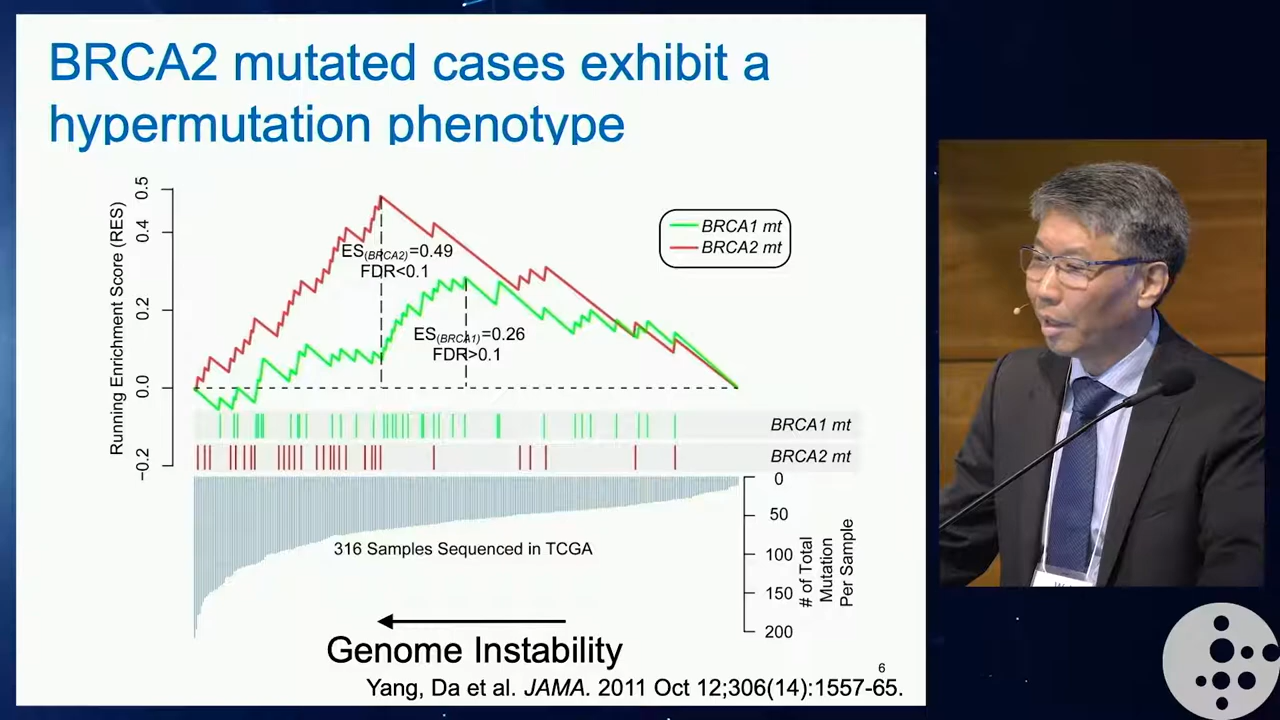 BRCA2 mutated cases exhibit a
hypermutation phenotype
Running Enrichment Score (RES)
0.5
0.4
0.2
0.0
−0.2
ES(BRCA2)=0.49
FDR<0.1
ES(BRCA1)=0.26
FDR>0.1
BRCA1 mt
BRCA2 mt
BRCA1 mt
BRCA2 mt
316 Samples Sequenced in TCGA
0
50
100
150
200
# of Total
Mutation
Per Sample
Genome Instability
6
Yang, Da et al. JAMA. 2011 Oct 12;306(14):1557-65.